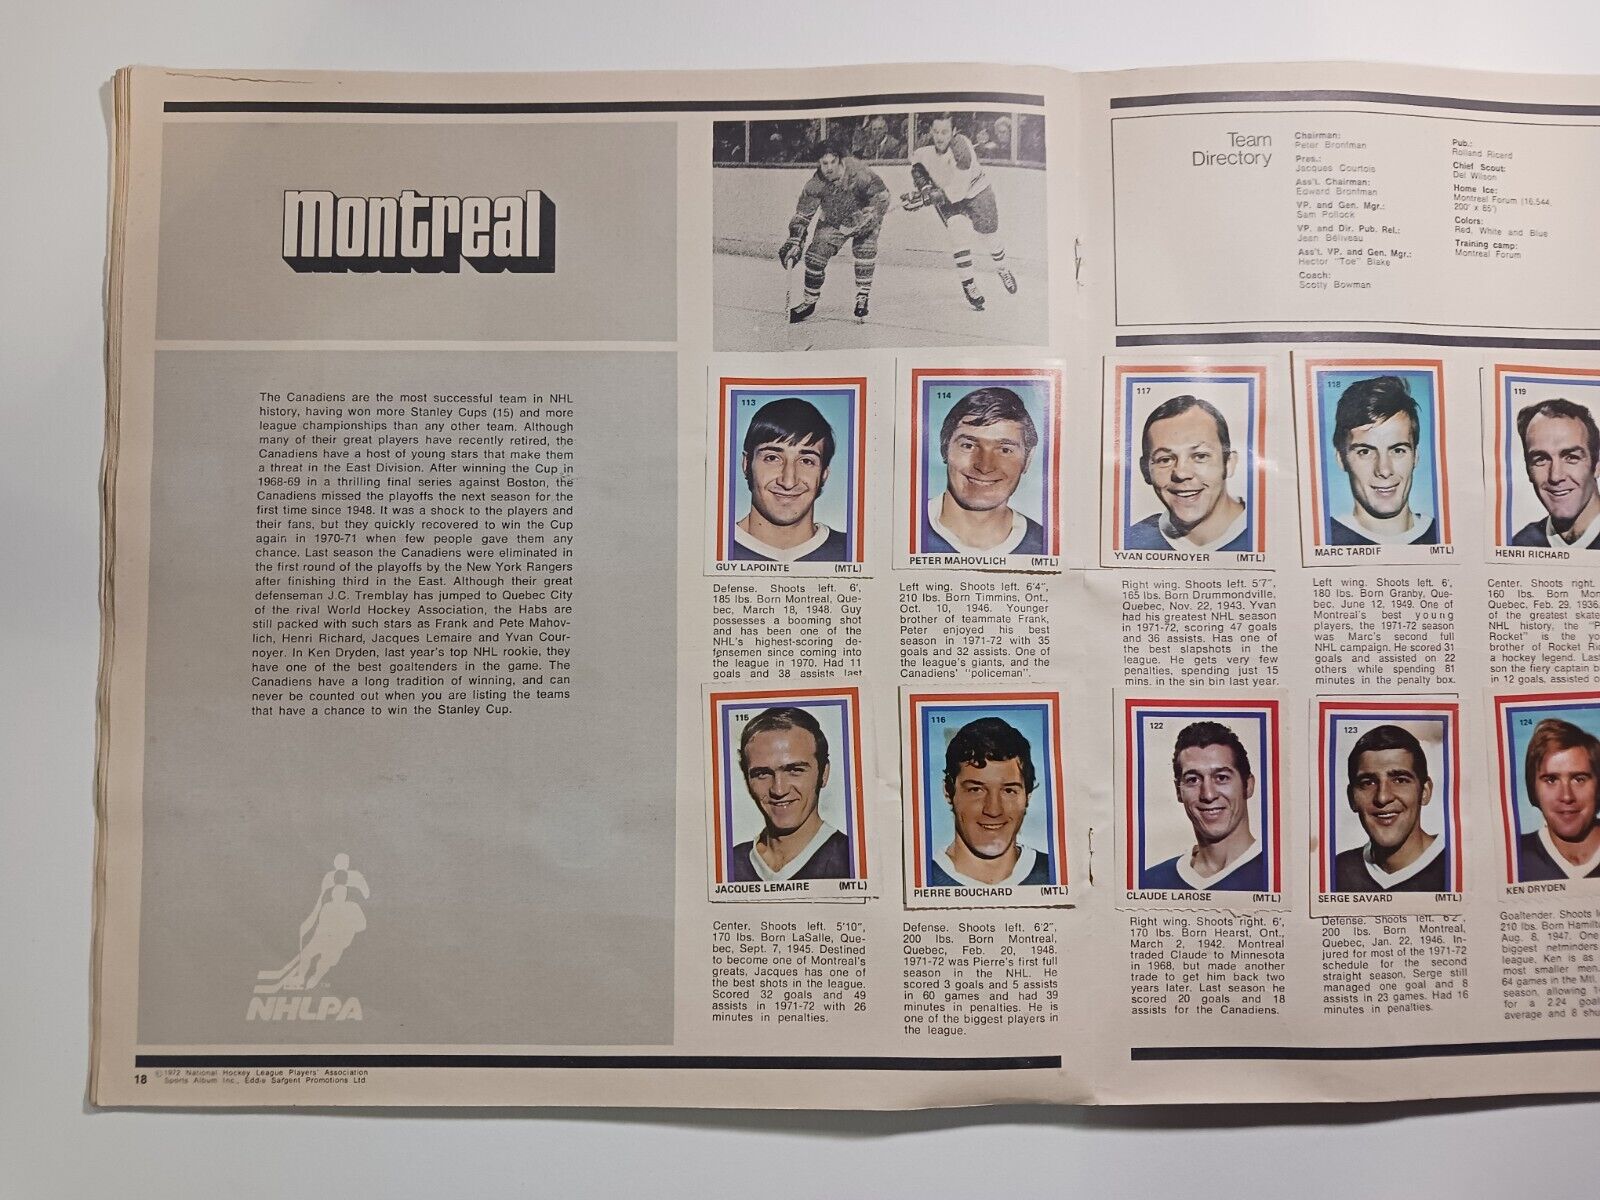 Montreal
The Canadiens are the most successful team in NHL
history, having won more Stanley Cups (15) and more
league championships than any other team. Although
many of their great players have recently retired, the
Canadiens have a host of young stars that make them
a threat in the East Division. After winning the Cup in
1968-69 in a thrilling final series against Boston, the
Canadiens missed the playoffs the next season for the
first time since 1948. It was a shock to the players and
their fans, but they quickly recovered to win the Cup
again in 1970-71 when few people gave them any
chance. Last season the Canadiens were eliminated in
the first round of the playoffs by the New York Rangers
after finishing third in the East. Although their great
defenseman J.C. Tremblay has jumped to Quebec City
of the rival World Hockey Association, the Habs are
still packed with such stars as Frank and Pete Mahov-
lich, Henri Richard, Jacques Lemaire and Yvan Cour-
noyer. In Ken Dryden, last year's top NHL rookie, they
have one of the best goaltenders in the game. The
Canadiens have a long tradition of winning, and can
never be counted out when you are listing the teams
that have a chance to win the Stanley Cup.
NHLPA
18
©1972 National Hockey League Players' Association
Sports Album Inc., Eddie Sargent Promotions Ltd
113
GUY LAPOINTE (MTL)
Defense. Shoots left. 6',
185 lbs. Born Montreal, Que-
bec, March 18, 1948. Guy
possesses a booming shot
and has been one of the
NHL's highest-scoring de-
fensemen since coming into
the league in 1970. Had 11
goals and 38 assists last
114
PETER MAHOVLICH (MTL)
Left wing. Shoots left. 6'4",
210 lbs. Born Timmins, Ont.,
Oct. 10, 1946. Younger
brother of teammate Frank,
Peter enjoyed his best
season in 1971-72 with 35
goals and 32 assists. One of
the league's giants, and the
Canadiens' "policeman".
115
JACQUES LEMAIRE (MTL)
Center. Shoots left. 5'10",
170 lbs. Born LaSalle, Que-
bec, Sept. 7, 1945. Destined
to become one of Montreal's
greats, Jacques has one of
the best shots in the league.
Scored 32 goals and 49
assists in 1971-72 with 26
minutes in penalties.
116
PIERRE BOUCHARD (MTL)
Defense. Shoots left. 6'2",
200 lbs. Born Montreal,
Quebec, Feb. 20, 1948.
1971-72 was Pierre's first full
season in the NHL. He
scored 3 goals and 5 assists
in 60 games and had 39
minutes in penalties. He is
one of the biggest players in
the league.
Team
Directory
Chairman:
Peter Bronfman
Pres.:
Jacques Courtois
Ass't. Chairman:
Edward Bronfman
VP. and Gen. Mgr.:
Sam Pollock
VP. and Dir. Pub. Rel.:
Jean Béliveau
Ass't. VP. and Gen. Mgr.:
Hector "Toe" Blake
Coach:
Scotty Bowman
Pub.:
Rolland Ricard
Chief Scout:
Del Wilson
Home Ice:
Montreal Forum (16,544,
200' x 85')
Colors:
Red, White and Blue
Training camp:
Montreal Forum
117
YVAN COURNOYER (MTL)
Right wing. Shoots left. 5'7",
165 lbs. Born Drummondville,
Quebec, Nov. 22, 1943. Yvan
had his greatest NHL season
in 1971-72, scoring 47 goals
and 36 assists. Has one of
the best slapshots in the
league. He gets very few
penalties, spending just 15
mins. in the sin bin last year.
118
MARC TARDIF (MTL)
Left wing. Shoots left. 6',
180 lbs. Born Granby, Que-
bec. June 12, 1949. One of
Montreal's best young
players, the 1971-72 season
was Marc's second full
NHL campaign. He scored 31
goals and assisted on 22
others while spending 81
minutes in the penalty box.
119
HENRI RICHARD
Center. Shoots right.
160 lbs. Born Mon
Quebec, Feb. 29, 1936.
of the greatest skate
NHL history, the "P
Rocket" is the yo
brother of Rocket Ric
a hockey legend. Las
son the fiery captain b
in 12 goals, assisted o
122
CLAUDE LAROSE (MTL)
Right wing. Shoots right. 6',
170 lbs. Born Hearst, Ont.,
March 2, 1942. Montreal
traded Claude to Minnesota
in 1968, but made another
trade to get him back two
years later. Last season he
scored 20 goals and 18
assists for the Canadiens.
123
SERGE SAVARD (MTL)
Defense. Shoots left. 6'2",
200 lbs. Born Montreal,
Quebec, Jan. 22, 1946. In-
jured for most of the 1971-72
schedule for the second
straight season, Serge still
managed one goal and 8
assists in 23 games. Had 16
minutes in penalties.
124
KEN DRYDEN
Goaltender. Shoots l
210 lbs. Born Hamil
Aug. 8, 1947. One
biggest netminders
league, Ken is as
most smaller men.
64 games in the Mtl.
season, allowing 1
for a 2.24 goal
average and 8 shu